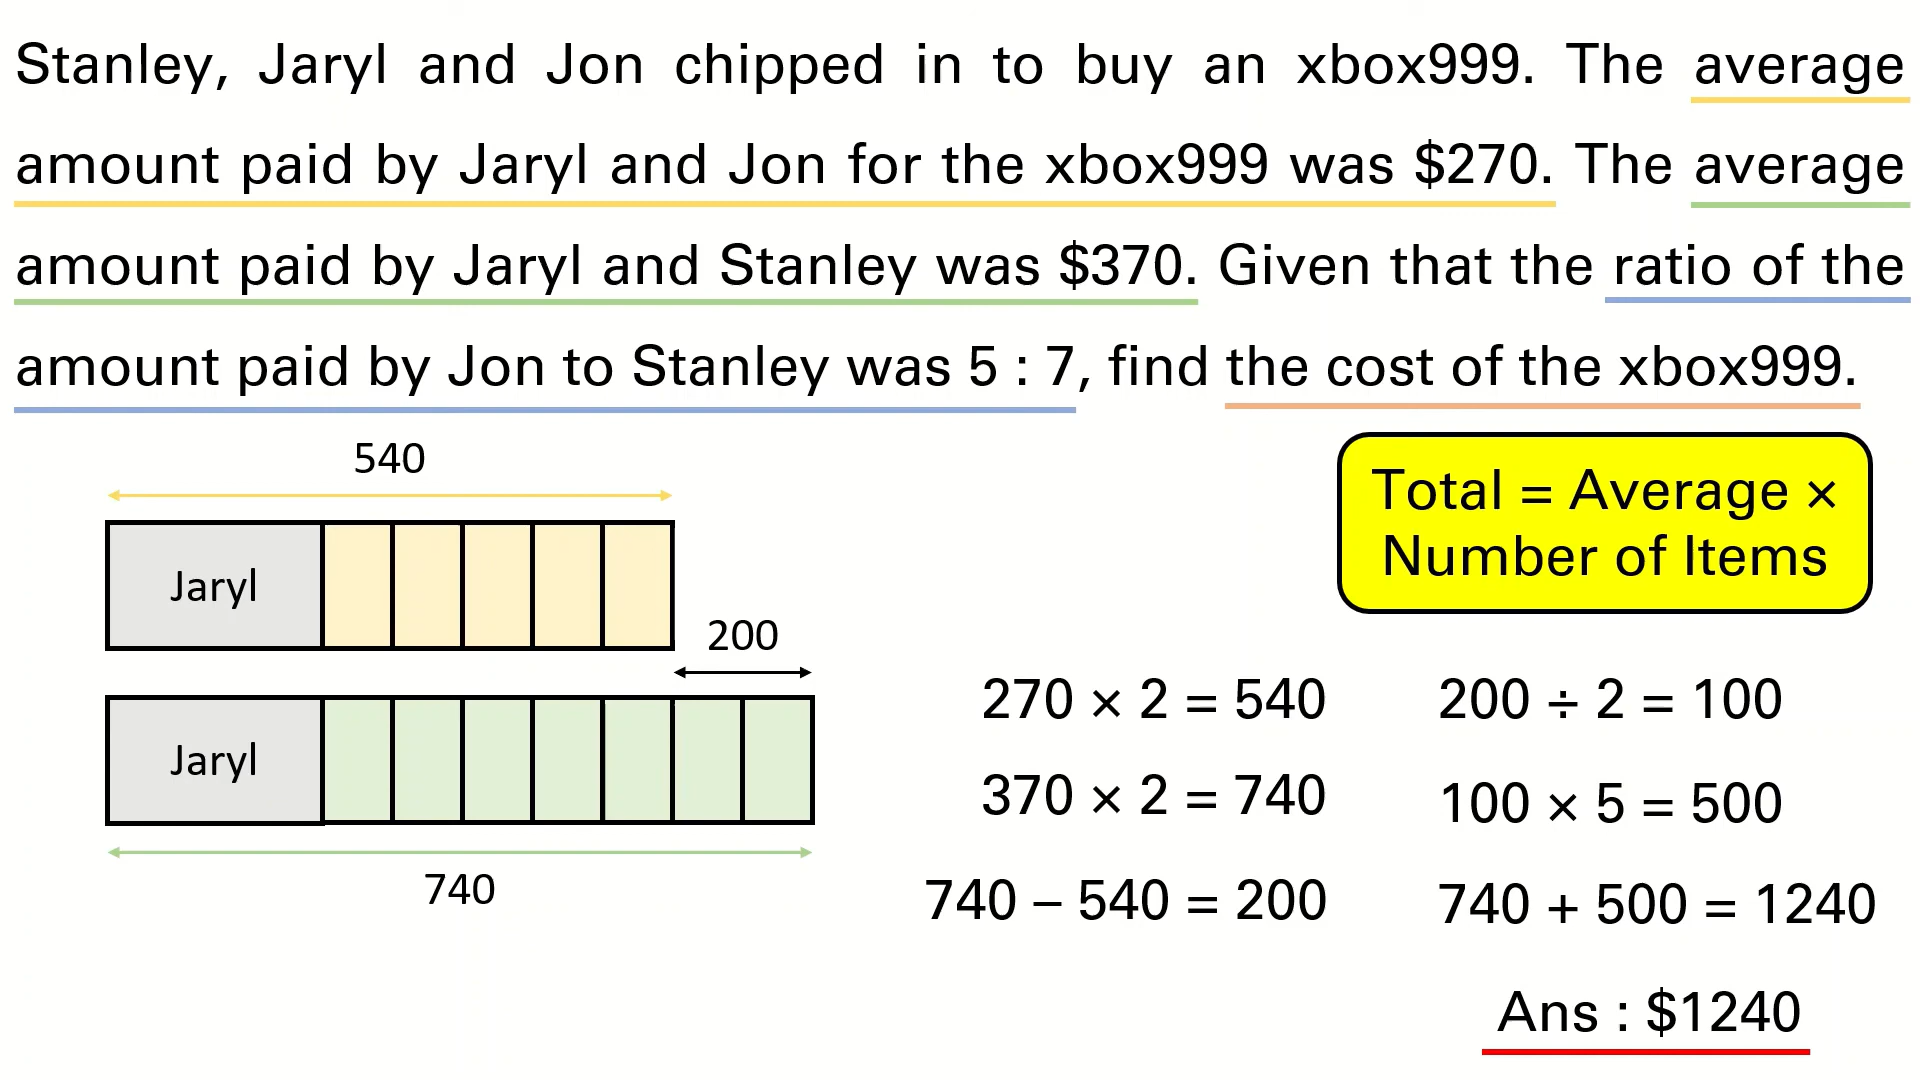 Stanley, Jaryl and Jon chipped in to buy an xbox999. The average
amount paid by Jaryl and Jon for the xbox999 was $270. The average
amount paid by Jaryl and Stanley was $370. Given that the ratio of the
amount paid by Jon to Stanley was 5 : 7, find the cost of the xbox999.
540
Jaryl
200
Jaryl
740
Total = Average ×
Number of Items
270 × 2 = 540
370 × 2 = 740
740 – 540 = 200
200 ÷ 2 = 100
100 × 5 = 500
740 + 500 = 1240
Ans : $1240